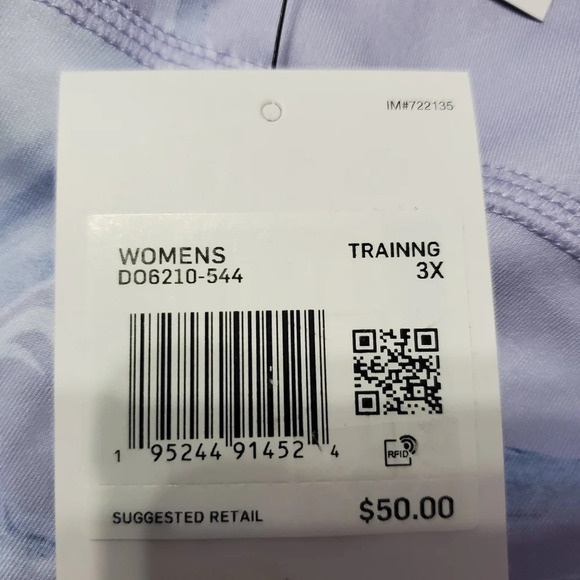 IM#722135
WOMENS TRAINNG
DO6210-544 3X
1 95244 91452 4
RFID
SUGGESTED RETAIL $50.00